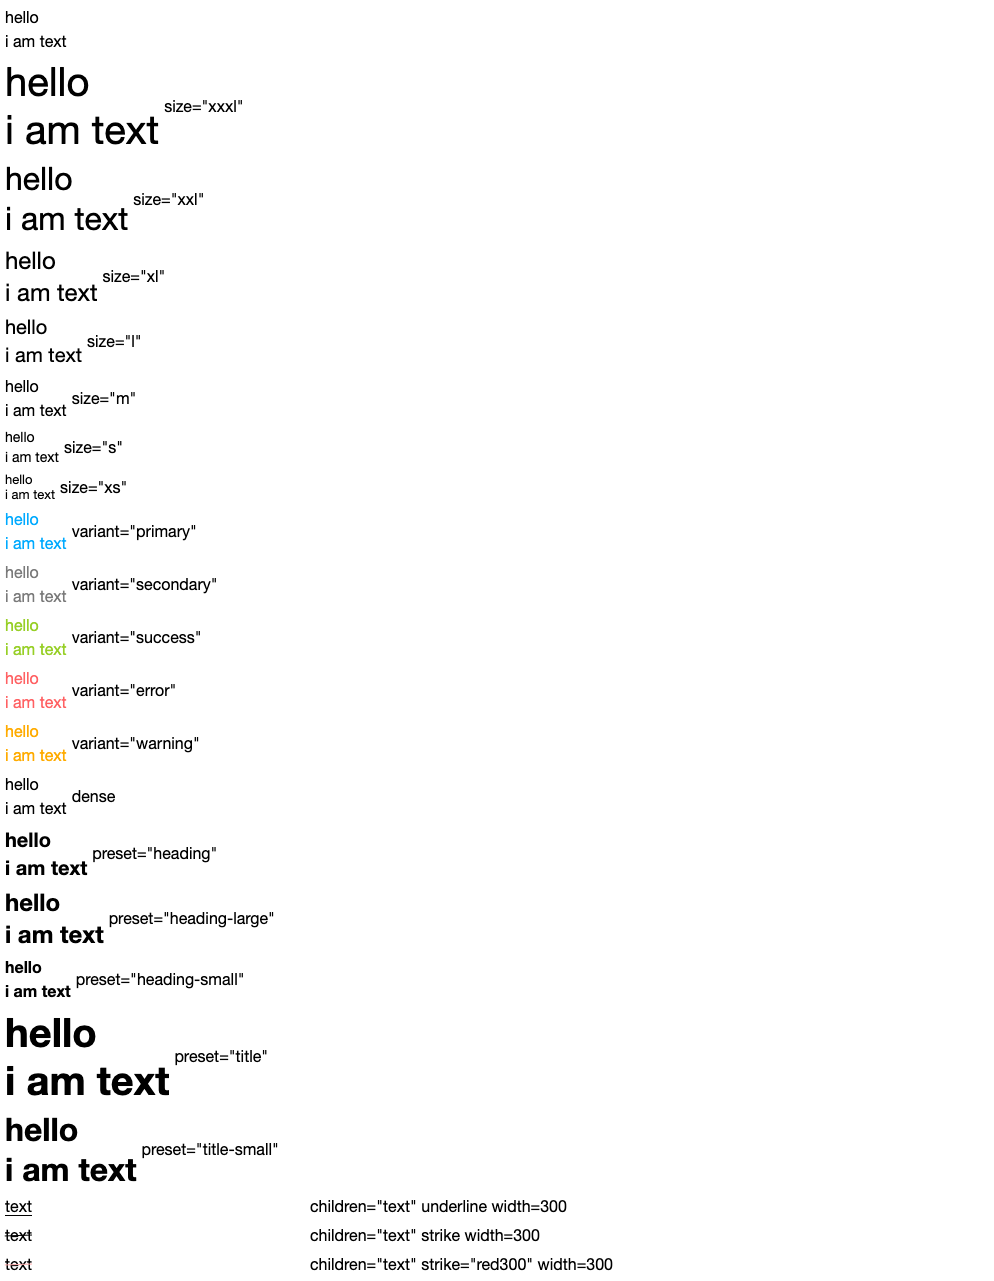 hello
i am text
hello
i am text size="xxxl"
hello
i am text size="xxl"
hello
i am text size="xl"
hello
i am text size="l"
hello
i am text size="m"
hello
i am text size="s"
hello
i am text size="xs"
hello
i am text variant="primary"
hello
i am text variant="secondary"
hello
i am text variant="success"
hello
i am text variant="error"
hello
i am text variant="warning"
hello
i am text dense
hello
i am text preset="heading"
hello
i am text preset="heading-large"
hello
i am text preset="heading-small"
hello
i am text preset="title"
hello
i am text preset="title-small"
text children="text" underline width=300
text children="text" strike width=300
text children="text" strike="red300" width=300